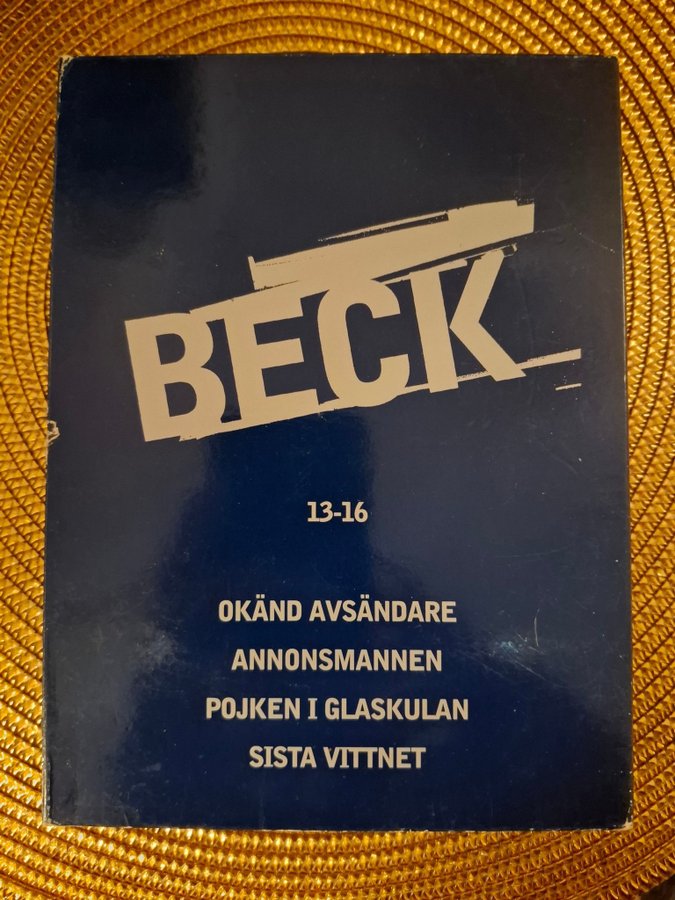 BECK
13-16
OKÄND AVSÄNDARE
ANNONSMANNEN
POJKEN I GLASKULAN
SISTA VITTNET